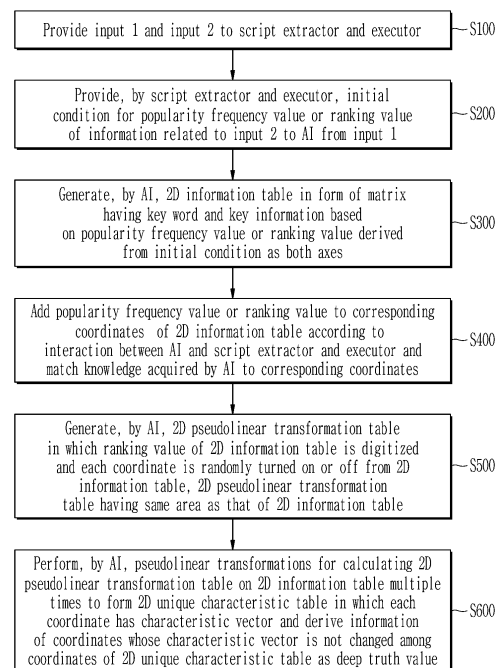 Provide input 1 and input 2 to script extractor and executor
S100
Provide, by script extractor and executor, initial
condition for popularity frequency value or ranking value
of information related to input 2 to AI from input 1
S200
Generate, by AI, 2D information table in form of matrix
having key word and key information based
on popularity frequency value or ranking value derived
from initial condition as both axes
S300
Add popularity frequency value or ranking value to corresponding
coordinates of 2D information table according to
interaction between AI and script extractor and executor and
match knowledge acquired by AI to corresponding coordinates
S400
Generate, by AI, 2D pseudolinear transformation table
in which ranking value of 2D information table is digitized
and each coordinate is randomly turned on or off from 2D
information table, 2D pseudolinear transformation
table having same area as that of 2D information table
S500
Perform, by AI, pseudolinear transformations for calculating 2D
pseudolinear transformation table on 2D information table multiple
times to form 2D unique characteristic table in which each
coordinate has characteristic vector and derive information
of coordinates whose characteristic vector is not changed among
coordinates of 2D unique characteristic table as deep truth value
S600